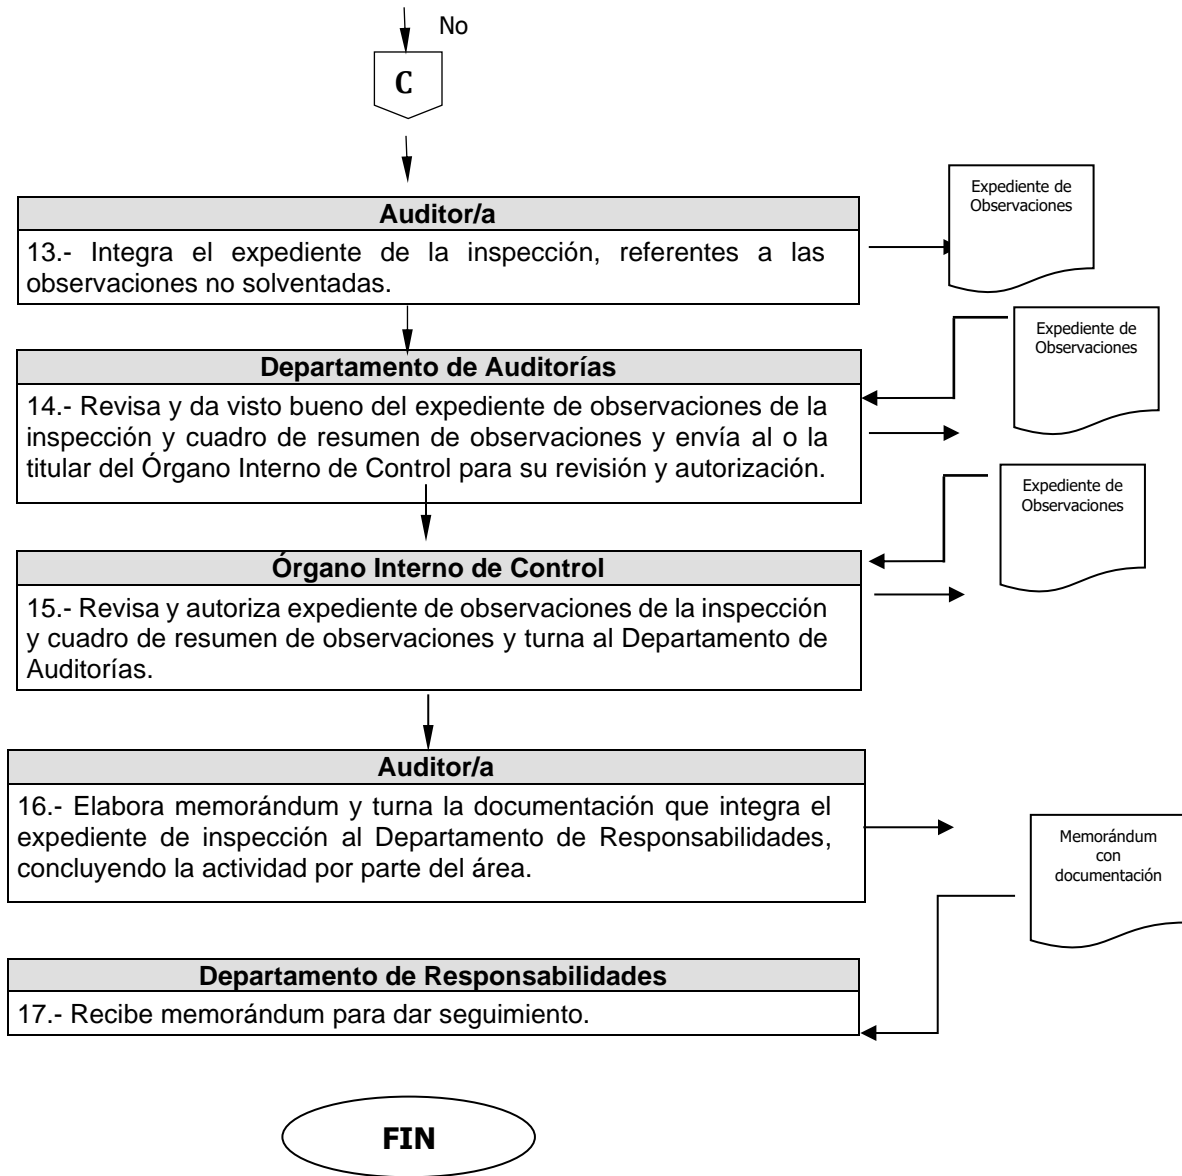 No
C
Auditor/a
13.- Integra el expediente de la inspección, referentes a las
observaciones no solventadas.
Expediente de
Observaciones
Departamento de Auditorías
14.- Revisa y da visto bueno del expediente de observaciones de la
inspección y cuadro de resumen de observaciones y envía al o la
titular del Órgano Interno de Control para su revisión y autorización.
Expediente de
Observaciones
Órgano Interno de Control
15.- Revisa y autoriza expediente de observaciones de la inspección
y cuadro de resumen de observaciones y turna al Departamento de
Auditorías.
Expediente de
Observaciones
Auditor/a
16.- Elabora memorándum y turna la documentación que integra el
expediente de inspección al Departamento de Responsabilidades,
concluyendo la actividad por parte del área.
Memorándum
con
documentación
Departamento de Responsabilidades
17.- Recibe memorándum para dar seguimiento.
FIN